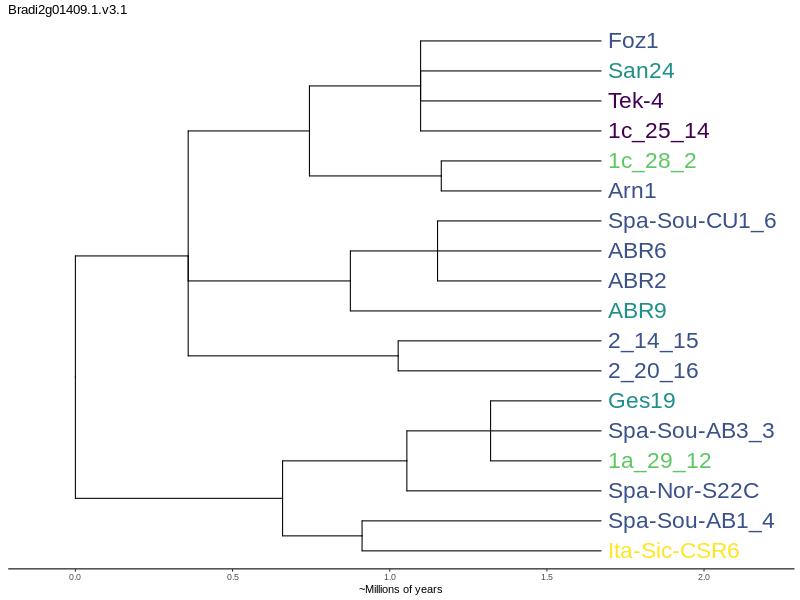 Bradi2g01409.1.v3.1
Foz1
San24
Tek-4
1c_25_14
1c_28_2
Arn1
Spa-Sou-CU1_6
ABR6
ABR2
ABR9
2_14_15
2_20_16
Ges19
Spa-Sou-AB3_3
1a_29_12
Spa-Nor-S22C
Spa-Sou-AB1_4
Ita-Sic-CSR6
0.0 0.5 1.0 1.5 2.0
~Millions of years